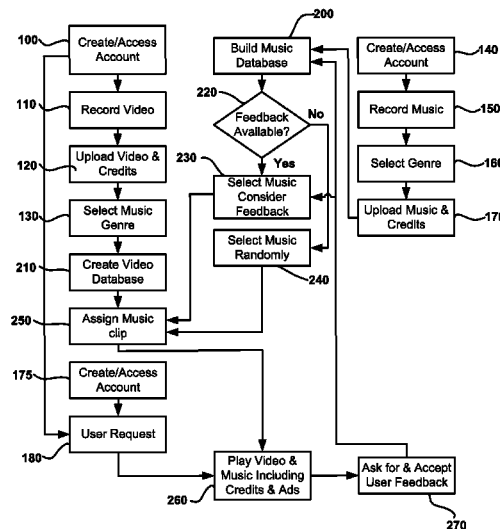 100
Create/Access
Account
110
Record Video
120
Upload Video
& Credits
130
Select Music
Genre
210
Create Video
Database
250
Assign Music
clip
175
Create/Access
Account
User Request
180
200
Build Music
Database
220
Feedback
Available?
No
Yes
230
Select Music
Consider
Feedback
Select Music
Randomly
240
Create/Access
Account
140
Record Music
150
Select Genre
160
Upload Music &
Credits
170
Play Video &
Music Including
Credits & Ads
260
Ask for & Accept
User Feedback
270